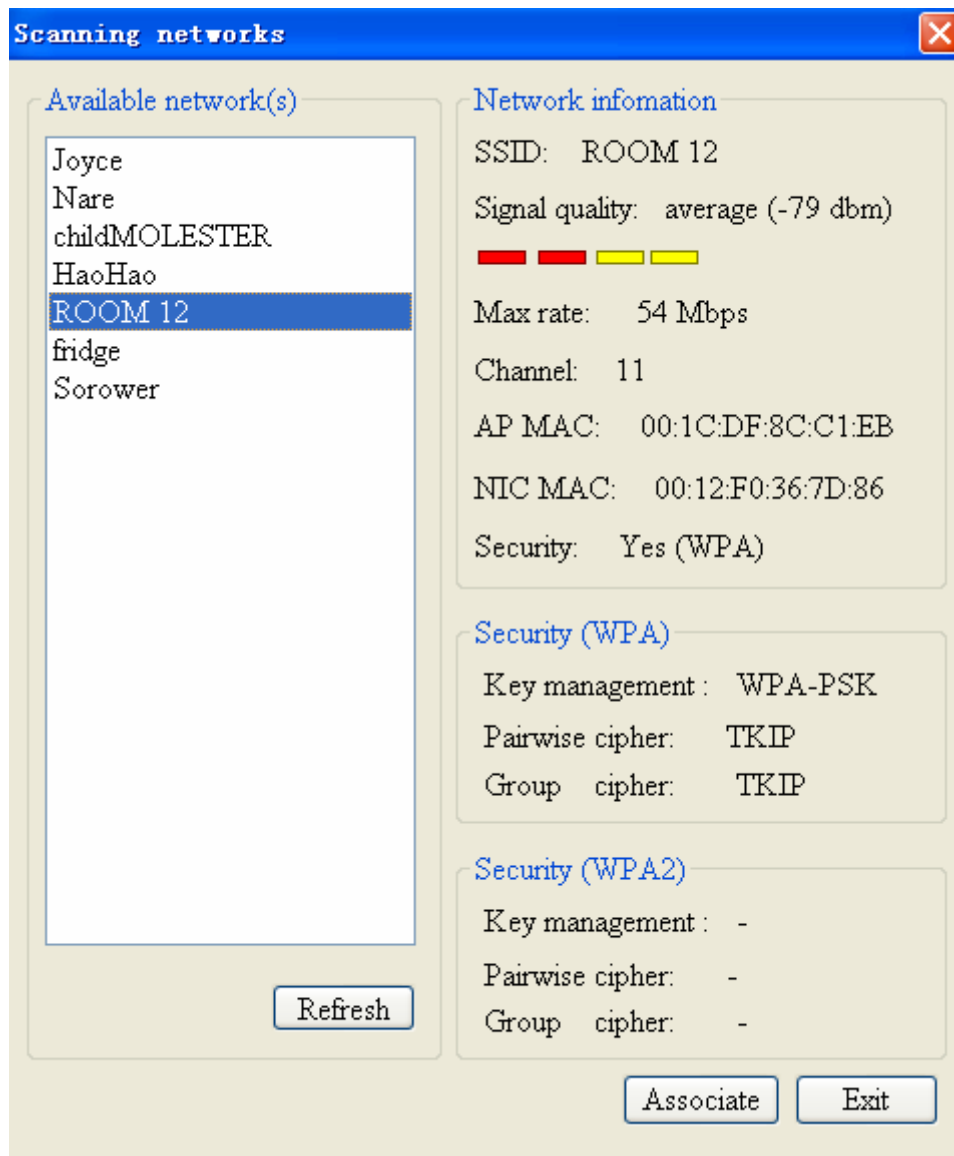 Scanning networks
Available network(s)
Joyce
Nare
childMOLESTER
HaoHao
ROOM 12
fridge
Sorower
Refresh
Network infomation
SSID: ROOM 12
Signal quality: average (-79 dbm)
Max rate: 54 Mbps
Channel: 11
AP MAC: 00:1C:DF:8C:C1:EB
NIC MAC: 00:12:F0:36:7D:86
Security: Yes (WPA)
Security (WPA)
Key management : WPA-PSK
Pairwise cipher: TKIP
Group cipher: TKIP
Security (WPA2)
Key management : -
Pairwise cipher: -
Group cipher: -
Associate
Exit